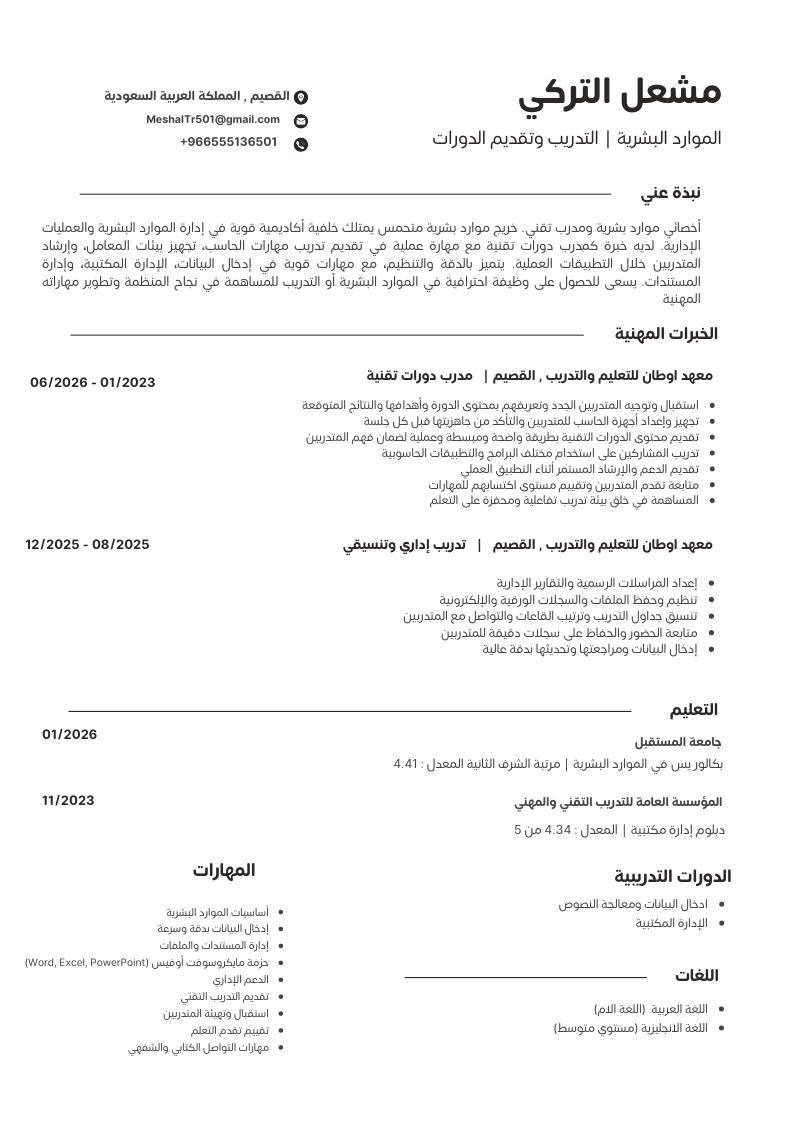 مشعل التركي
الموارد البشرية | التدريب وتقديم الدورات
القصيم , المملكة العربية السعودية
MeshalTr501@gmail.com
+966555136501
نبذة عني
أخصائي موارد بشرية ومدرب تقني. خريج موارد بشرية متحمس يمتلك خلفية أكاديمية قوية في إدارة الموارد البشرية والعمليات
الإدارية. لديه خبرة كمدرب دورات تقنية مع مهارة عملية في تقديم تدريب مهارات الحاسب، تجهيز بيئات المعامل، وإرشاد
المتدربين خلال التطبيقات العملية. يتميز بالدقة والتنظيم، مع مهارات قوية في إدخال البيانات، الإدارة المكتبية، وإدارة
المستندات. يسعى للحصول على وظيفة احترافية في الموارد البشرية أو التدريب للمساهمة في نجاح المنظمة وتطوير مهاراته
المهنية
الخبرات المهنية
معهد اوطان للتعليم والتدريب , القصيم | مدرب دورات تقنية
06/2026 - 01/2023
استقبال وتوجيه المتدربين الجدد وتعريفهم بمحتوى الدورة وأهدافها والنتائج المتوقعة
تجهيز وإعداد أجهزة الحاسب للمتدربين والتأكد من جاهزيتها قبل كل جلسة
تقديم محتوى الدورات التقنية بطريقة واضحة ومبسطة وعملية لضمان فهم المتدربين
تدريب المشاركين على استخدام مختلف البرامج والتطبيقات الحاسوبية
تقديم الدعم والإرشاد المستمر أثناء التطبيق العملي
متابعة تقدم المتدربين وتقييم مستوى اكتسابهم للمهارات
المساهمة في خلق بيئة تدريب تفاعلية ومحفزة على التعلم
معهد اوطان للتعليم والتدريب , القصيم | تدريب إداري وتنسيقي
12/2025 - 08/2025
إعداد المراسلات الرسمية والتقارير الإدارية
تنظيم وحفظ الملفات والسجلات الورقية والإلكترونية
تنسيق جداول التدريب وترتيب القاعات والتواصل مع المتدربين
متابعة الحضور والحفاظ على سجلات دقيقة للمتدربين
إدخال البيانات ومراجعتها وتحديثها بدقة عالية
التعليم
01/2026
جامعة المستقبل
بكالوريس في الموارد البشرية | مرتبة الشرف الثانية المعدل : 4.41
المؤسسة العامة للتدريب التقني والمهني
11/2023
دبلوم إدارة مكتبية | المعدل : 4.34 من 5
الدورات التدريبية
ادخال البيانات ومعالجة النصوص
الإدارة المكتبية
اللغات
اللغة العربية (اللغة الام)
اللغة الانجليزية (مستوي متوسط)
المهارات
أساسيات الموارد البشرية
إدخال البيانات بدقة وسرعة
إدارة المستندات والملفات
حزمة مايكروسوفت أوفيس (Word, Excel, PowerPoint)
الدعم الإداري
تقديم التدريب التقني
استقبال وتهيئة المتدربين
تقييم تقدم التعلم
مهارات التواصل الكتابي والشفهي